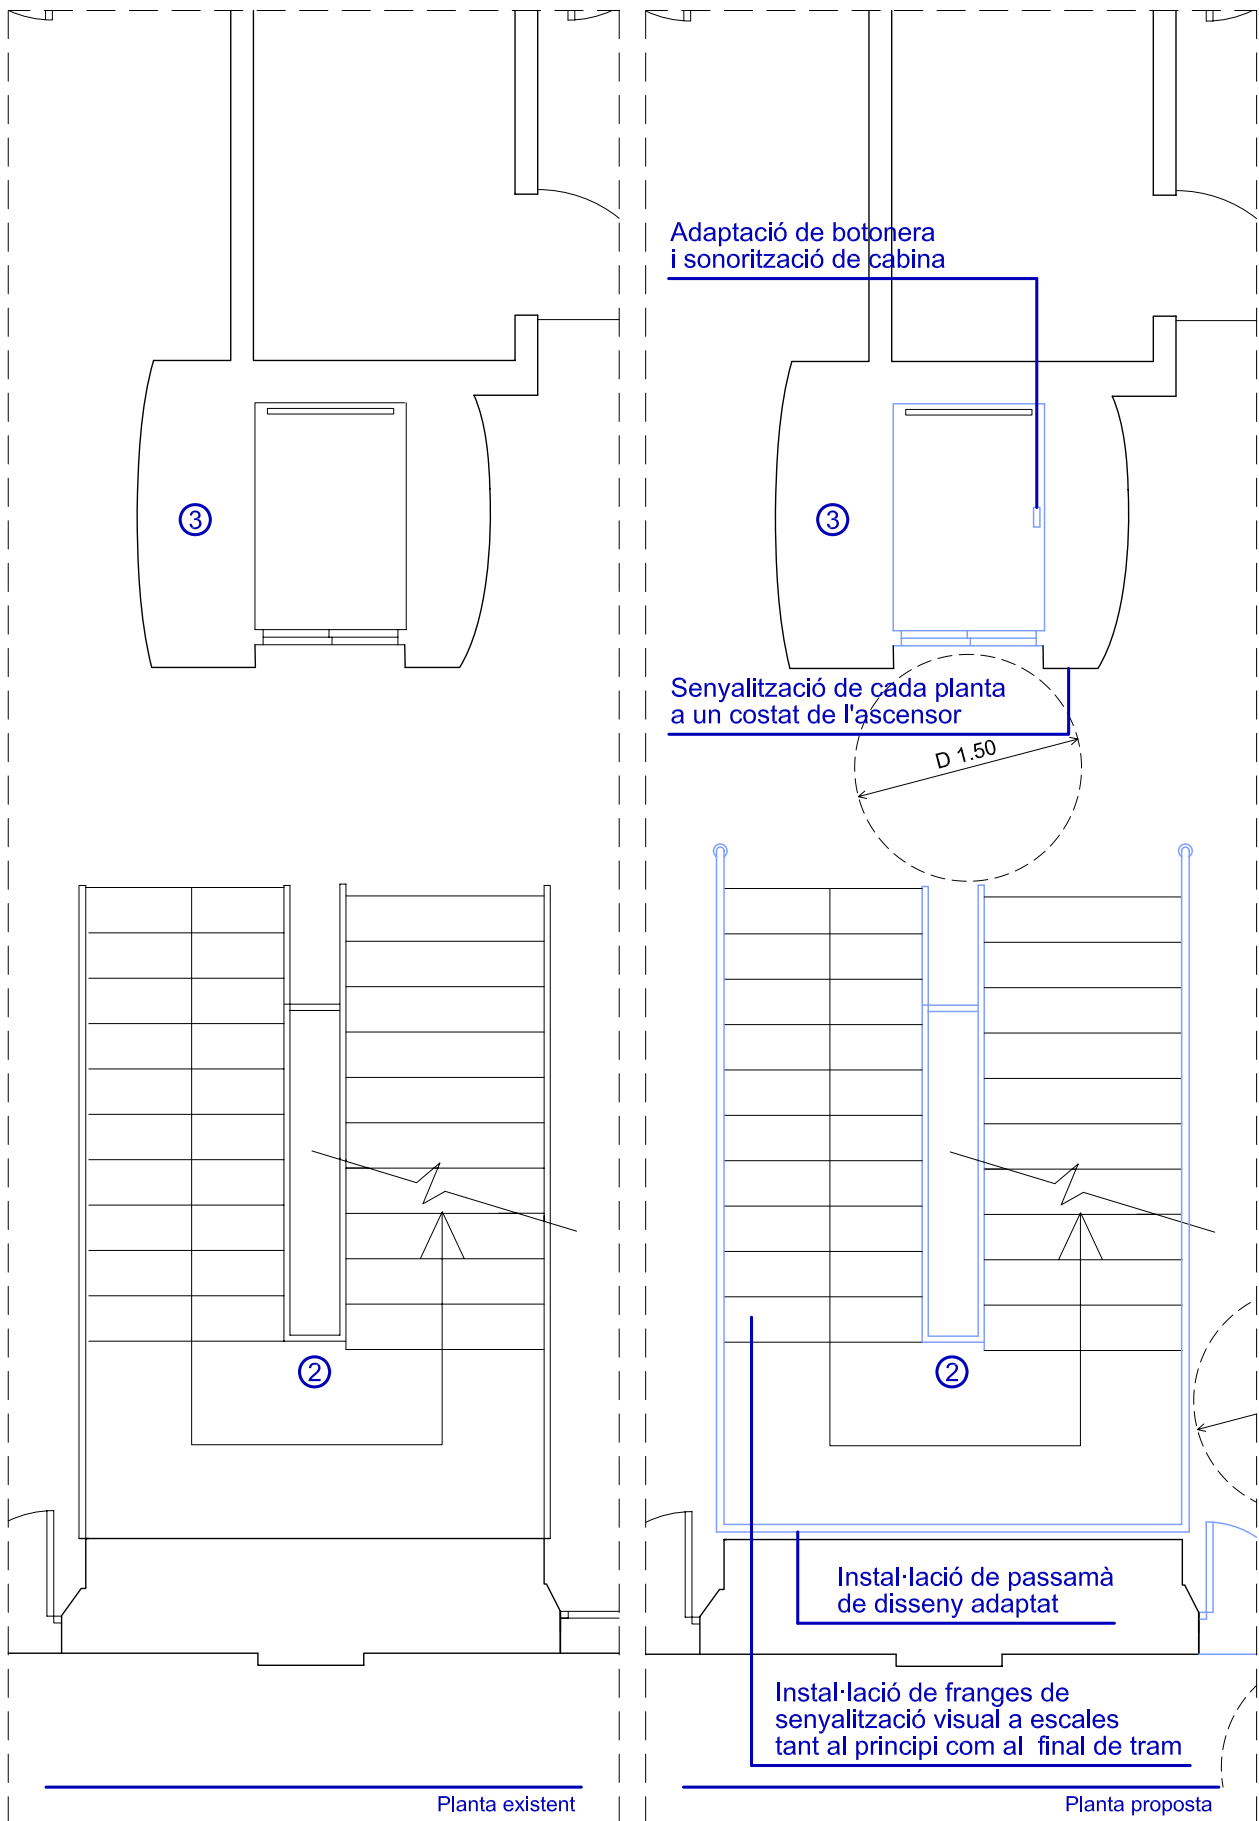 Adaptació de botonera
i sonorització de cabina
3
3
Senyalització de cada planta
a un costat de l'ascensor
D 1.50
2
2
Instal·lació de passamà
de disseny adaptat
Instal·lació de franges de
senyalització visual a escales
tant al principi com al final de tram
Planta existent
Planta proposta